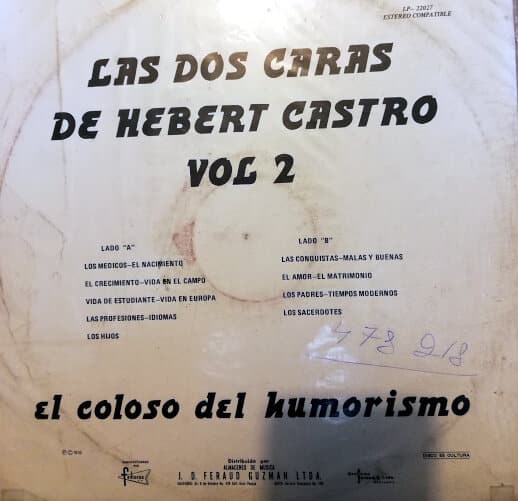 LP- 22027
ESTEREO COMPATIBLE
LAS DOS CARAS
DE HEBERT CASTRO
VOL 2
LADO "A"
LOS MEDICOS-EL NACIMIENTO
EL CRECIMIENTO-VIDA EN EL CAMPO
VIDA DE ESTUDIANTE-VIDA EN EUROPA
LAS PROFESIONES-IDIOMAS
LOS HIJOS
LADO "B"
LAS CONQUISTAS-MALAS Y BUENAS
EL AMOR-EL MATRIMONIO
LOS PADRES-TIEMPOS MODERNOS
LOS SACERDOTES
478 218
EL COLOSO DEL HUMORISMO
Distribuido por
ALMACENES DE MUSICA
J. D. FERAUD GUZMAN LTDA.
DISCO ES CULTURA